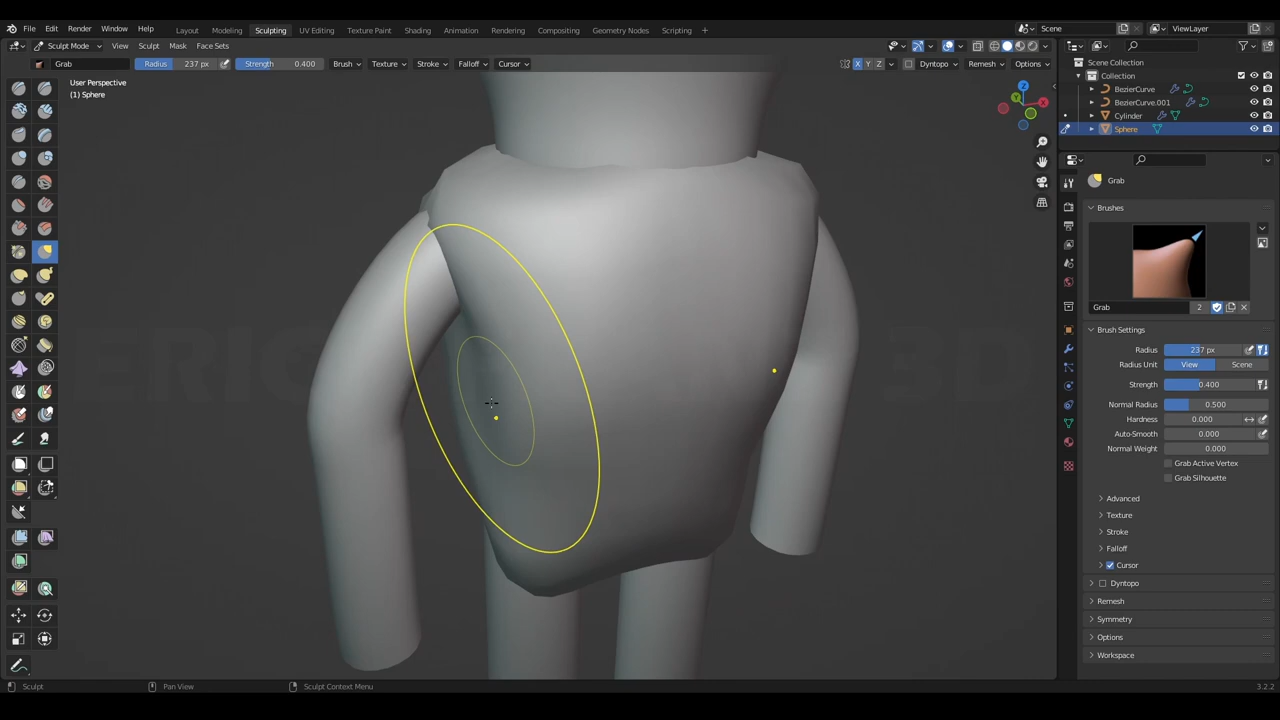 File Edit Render Window Help
Layout Modeling Sculpting UV Editing Texture Paint Shading Animation Rendering Compositing Geometry Nodes Scripting
Scene
ViewLayer
Sculpt Mode View Sculpt Mask Face Sets
Grab Radius 237 px Strength 0.400 Brush Texture Stroke Falloff Cursor
X Y Z Dyntopo Remesh Options
User Perspective
(1) Sphere
Z
Y
X
Scene Collection
Collection
BezierCurve
BezierCurve.001
Cylinder
Sphere
Grab
Brushes
Grab 2
Brush Settings
Radius 237 px
Radius Unit View Scene
Strength 0.400
Normal Radius 0.500
Hardness 0.000
Auto-Smooth 0.000
Normal Weight 0.000
Grab Active Vertex
Grab Silhouette
Advanced
Texture
Stroke
Falloff
Cursor
Dyntopo
Remesh
Symmetry
Options
Workspace
Sculpt Pan View Sculpt Context Menu 3.2.2